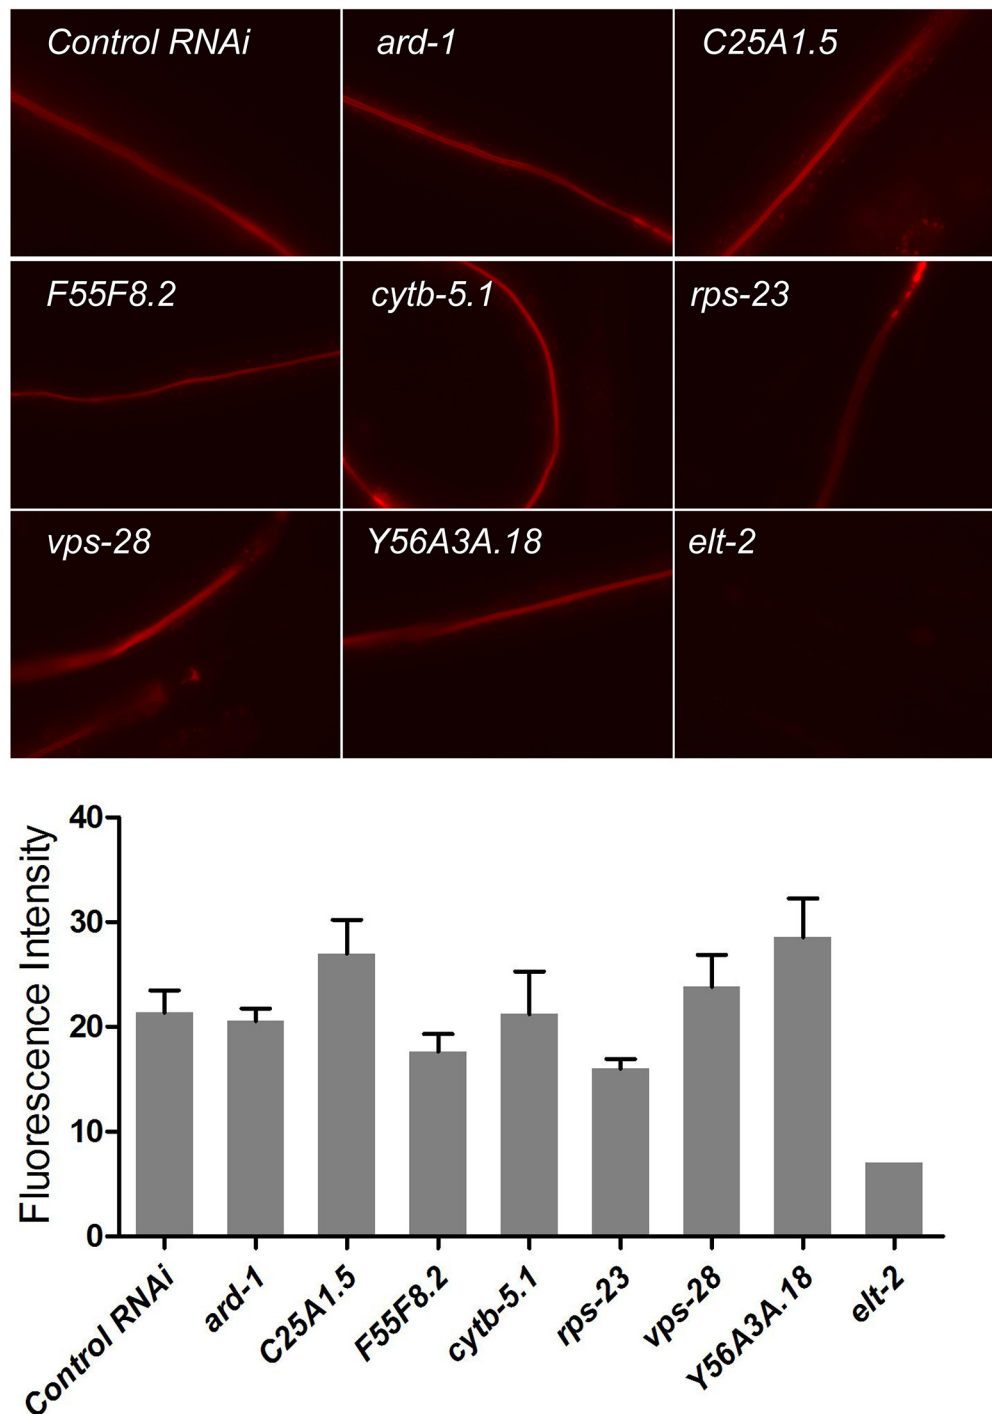 Control RNAi
ard-1
C25A1.5
F55F8.2
cytb-5.1
rps-23
vps-28
Y56A3A.18
elt-2
Fluorescence Intensity
40
30
20
10
0
Control RNAi
ard-1
C25A1.5
F55F8.2
cytb-5.1
rps-23
vps-28
Y56A3A.18
elt-2